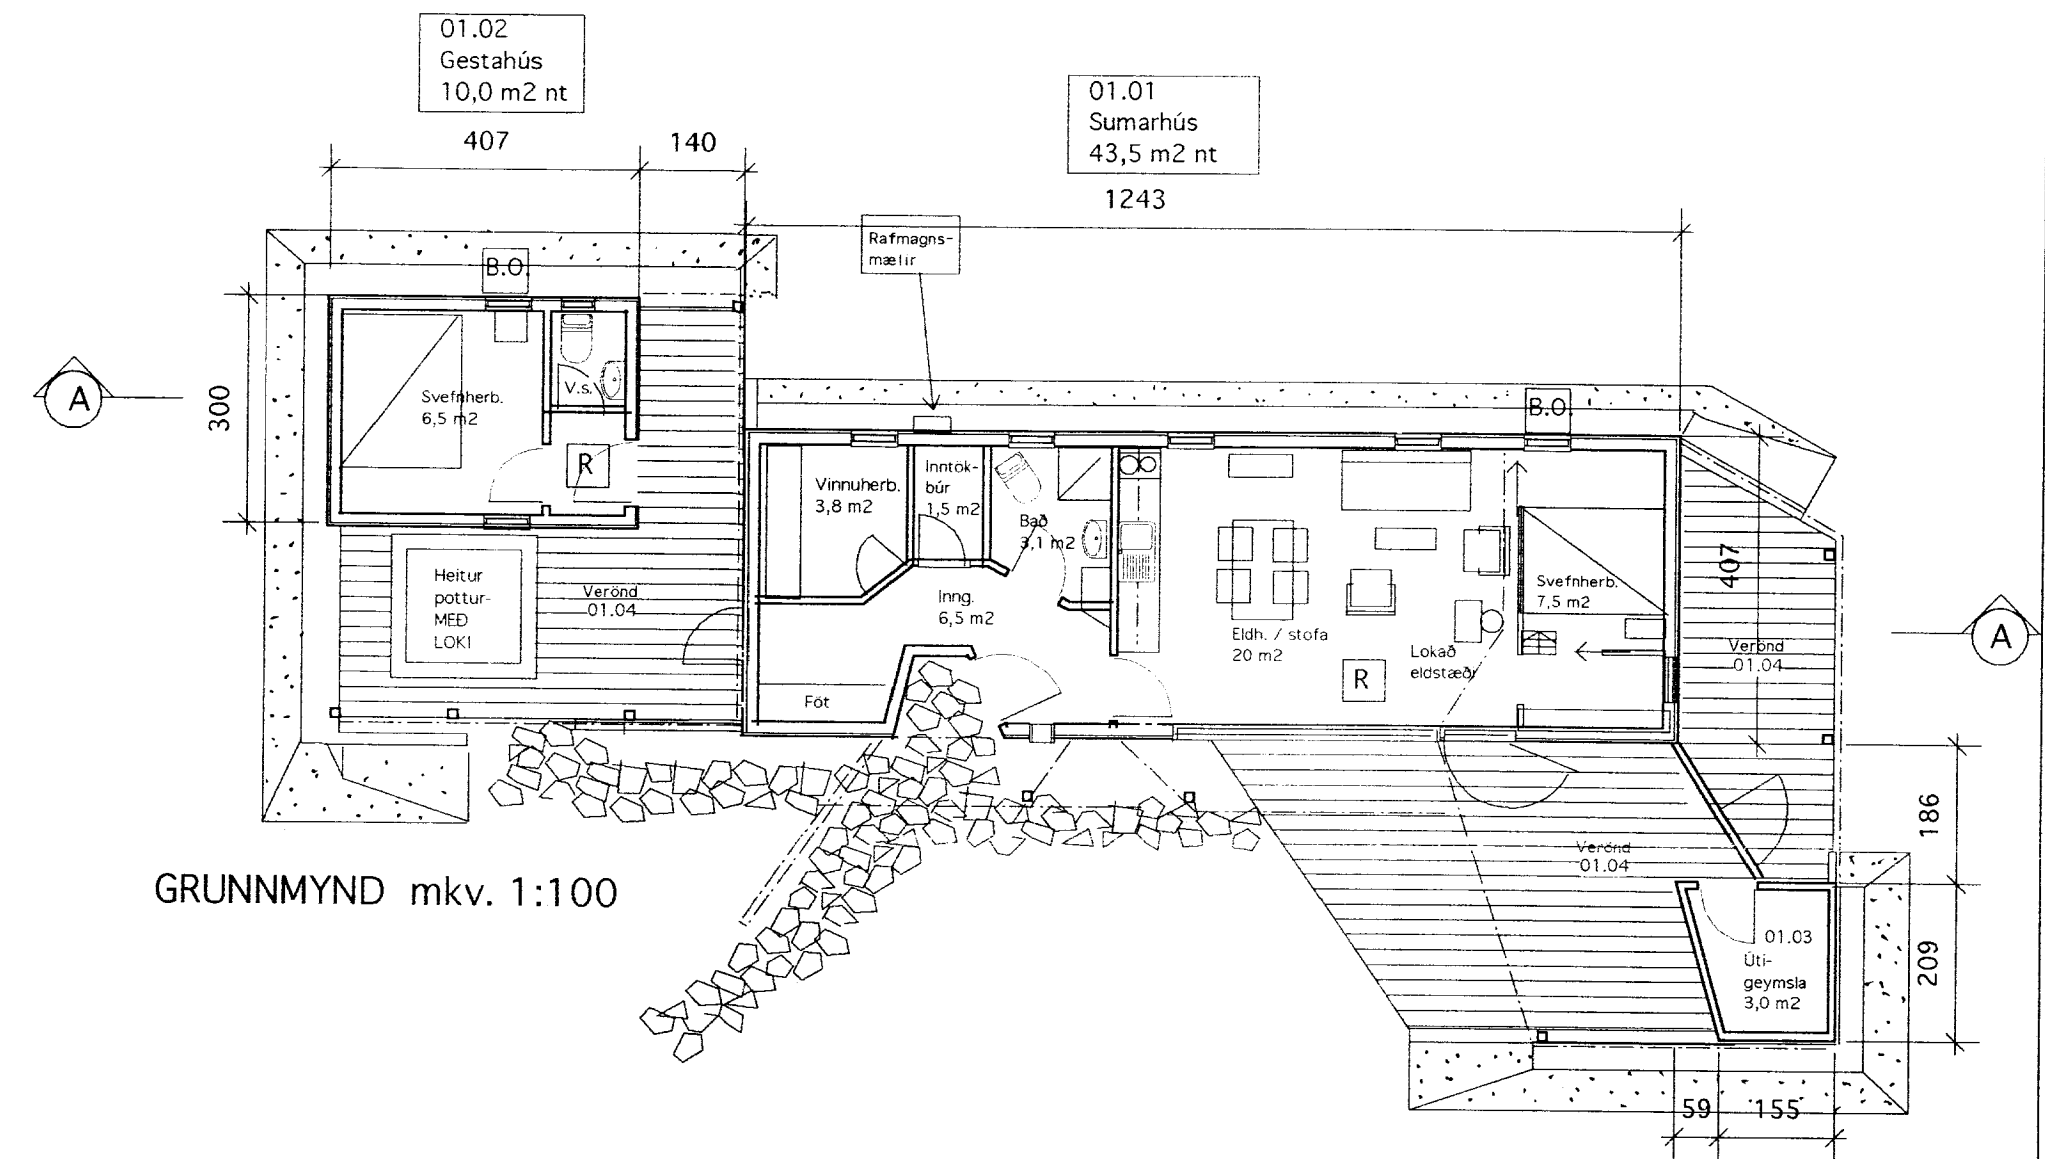 01.02
Gestahús
10,0 m2 nt
407
140
01.01
Sumarhús
43,5 m2 nt
1243
Rafmagns-
mælir
B.O.
300
A
Svefnherb.
6,5 m2
V.s.
R
B.O.
Vinnuherb.
3,8 m2
Inntök-
búr
1,5 m2
Bað
3,1 m2
Heitur
pottur-
MEÐ
LOKI
Verönd
01.04
Inng.
6,5 m2
Eldh. / stofa
20 m2
Lokað
eldstæði
R
Svefnherb.
7,5 m2
407
Verönd
01.04
A
Föt
186
Verönd
01.04
GRUNNMYND mkv. 1:100
01.03
Úti-
geymsla
3,0 m2
209
59
155